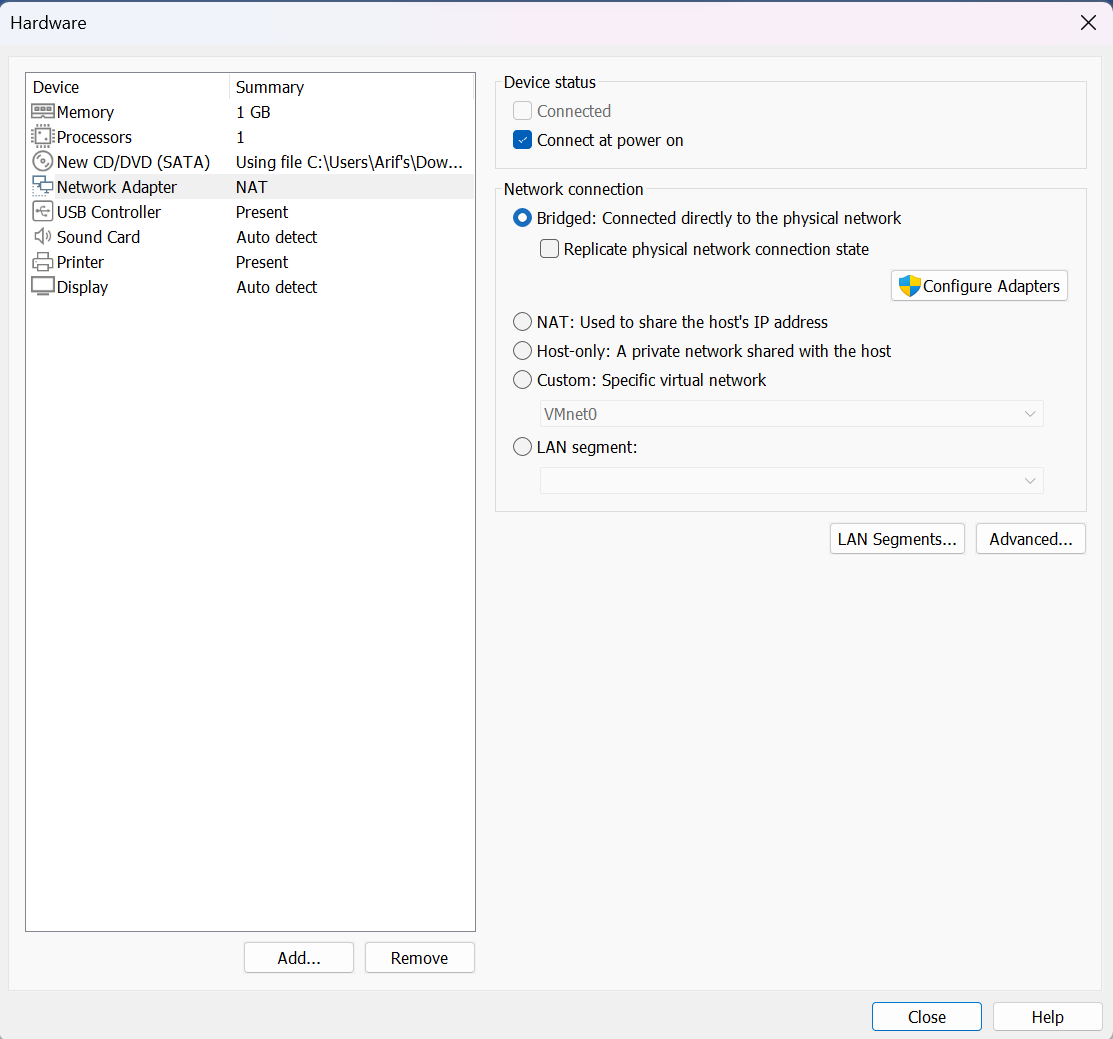 Hardware
Device Summary
Memory 1 GB
Processors 1
New CD/DVD (SATA) Using file C:\Users\Arif's\Dow...
Network Adapter NAT
USB Controller Present
Sound Card Auto detect
Printer Present
Display Auto detect
Add...
Remove
Device status
Connected
Connect at power on
Network connection
Bridged: Connected directly to the physical network
Replicate physical network connection state
Configure Adapters
NAT: Used to share the host's IP address
Host-only: A private network shared with the host
Custom: Specific virtual network
VMnet0
LAN segment:
LAN Segments...
Advanced...
Close
Help